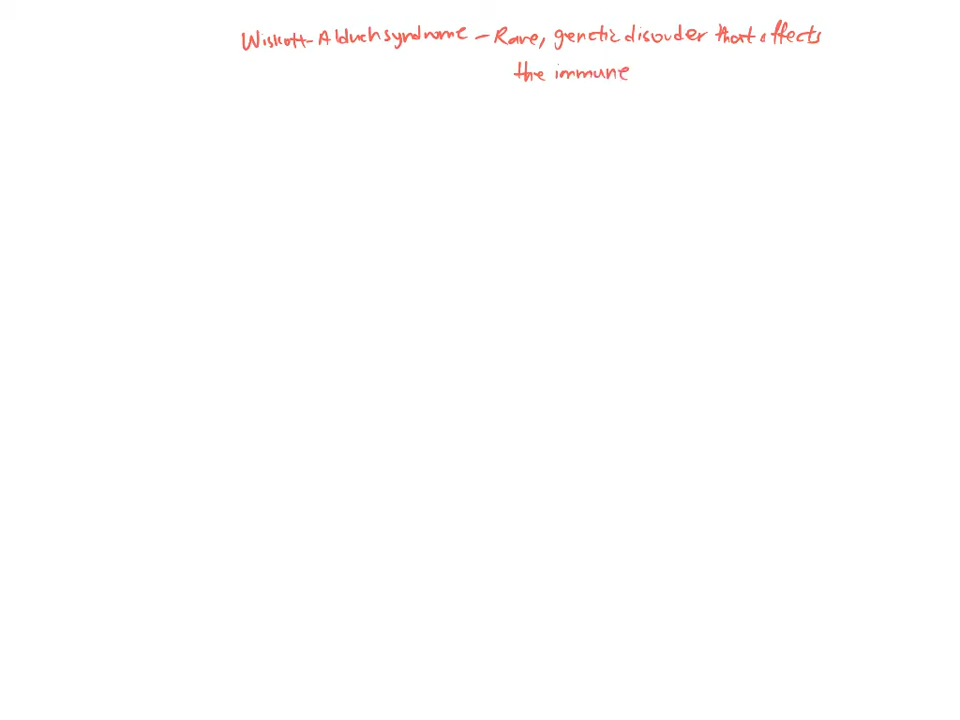 Wiskott-Aldrich syndrome - Rare, genetic disorder that affects
the immune